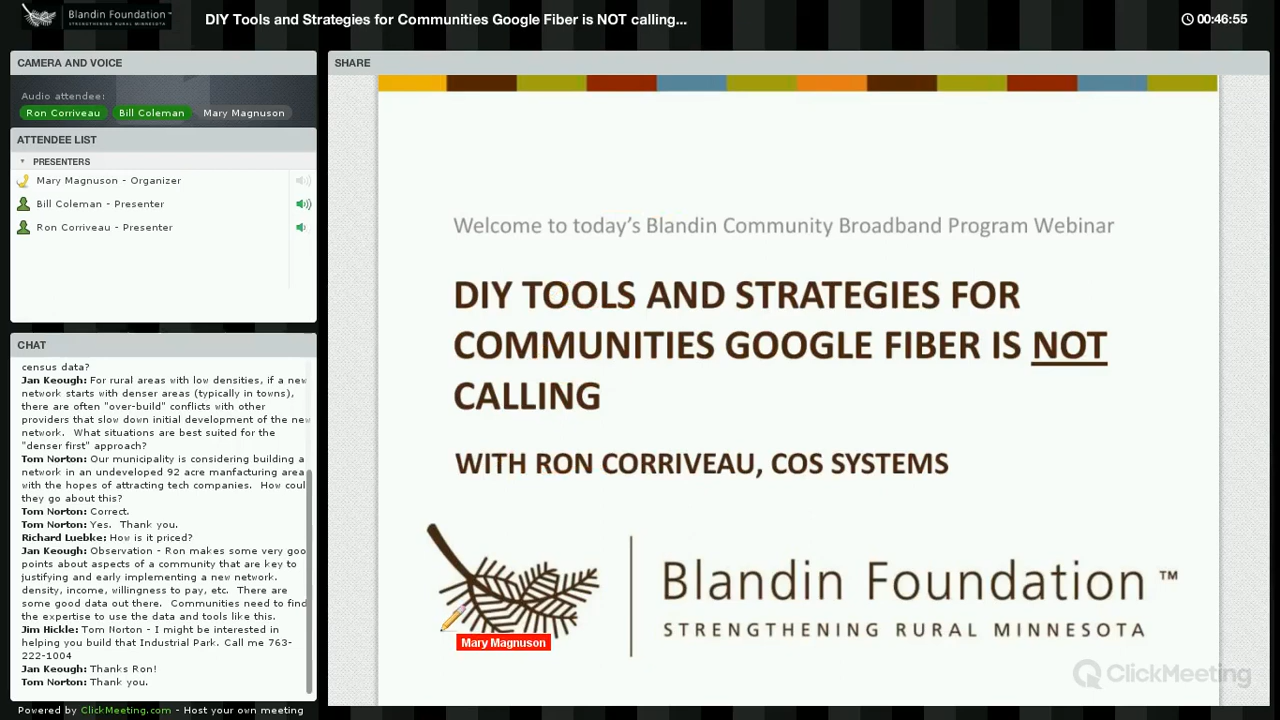 Blandin Foundation™
STRENGTHENING RURAL MINNESOTA
DIY Tools and Strategies for Communities Google Fiber is NOT calling...
00:46:55
CAMERA AND VOICE
Audio attendee:
Ron Corriveau
Bill Coleman
Mary Magnuson
ATTENDEE LIST
PRESENTERS
Mary Magnuson - Organizer
Bill Coleman - Presenter
Ron Corriveau - Presenter
CHAT
census data?
Jan Keough: For rural areas with low densities, if a new
network starts with denser areas (typically in towns),
there are often "over-build" conflicts with other
providers that slow down initial development of the new
network. What situations are best suited for the
"denser first" approach?
Tom Norton: Our municipality is considering building a
network in an undeveloped 92 acre manfacturing area
with the hopes of attracting tech companies. How coul
they go about this?
Tom Norton: Correct.
Tom Norton: Yes. Thank you.
Richard Luebke: How is it priced?
Jan Keough: Observation - Ron makes some very goo
points about aspects of a community that are key to
justifying and early implementing a new network.
density, income, willingness to pay, etc. There are
some good data out there. Communities need to find
the expertise to use the data and tools like this.
Jim Hickle: Tom Norton - I might be interested in
helping you build that Industrial Park. Call me 763-
222-1004
Jan Keough: Thanks Ron!
Tom Norton: Thank you.
Powered by ClickMeeting.com - Host your own meeting
SHARE
Welcome to today's Blandin Community Broadband Program Webinar
DIY TOOLS AND STRATEGIES FOR
COMMUNITIES GOOGLE FIBER IS NOT
CALLING
WITH RON CORRIVEAU, COS SYSTEMS
Blandin Foundation™
STRENGTHENING RURAL MINNESOTA
Mary Magnuson
ClickMeeting